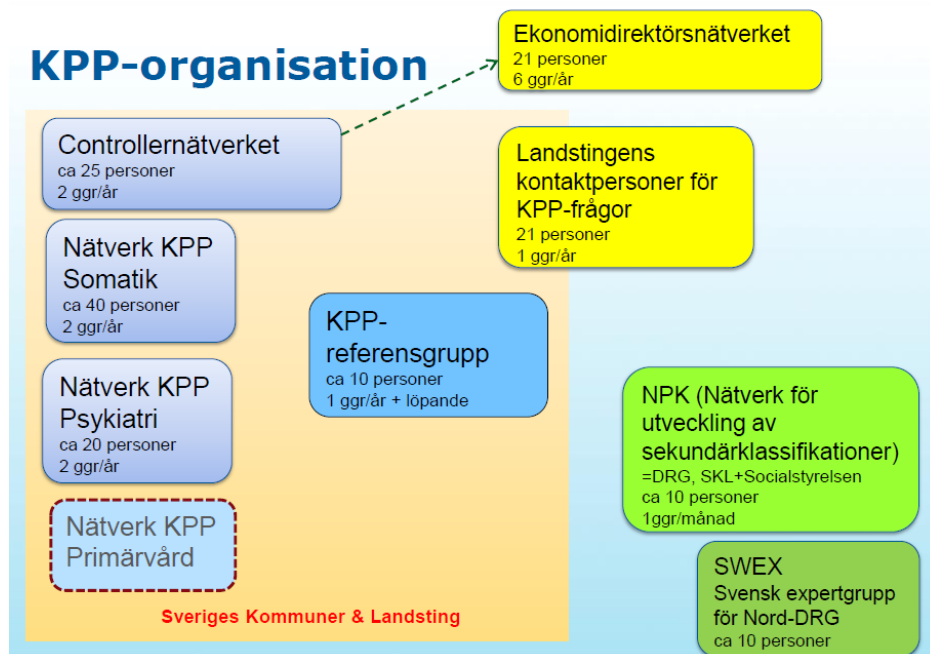 KPP-organisation
Ekonomidirektörsnätverket
21 personer
6 ggr/år
Controllernätverket
ca 25 personer
2 ggr/år
Landstingens
kontaktpersoner för
KPP-frågor
21 personer
1 ggr/år
Nätverk KPP
Somatik
ca 40 personer
2 ggr/år
KPP-
referensgrupp
ca 10 personer
1 ggr/år + löpande
Nätverk KPP
Psykiatri
ca 20 personer
2 ggr/år
NPK (Nätverk för
utveckling av
sekundärklassifikationer)
=DRG, SKL+Socialstyrelsen
ca 10 personer
1ggr/månad
Nätverk KPP
Primärvård
SWEX
Svensk expertgrupp
för Nord-DRG
ca 10 personer
Sveriges Kommuner & Landsting